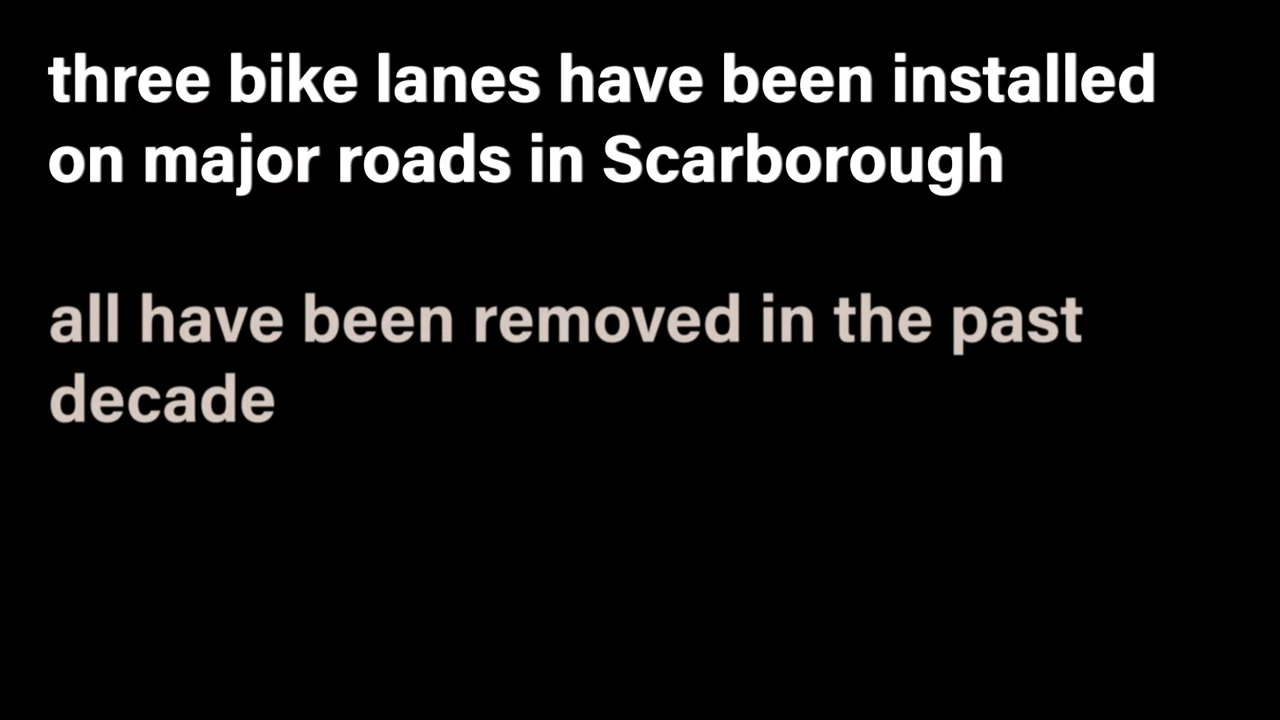 three bike lanes have been installed
on major roads in Scarborough
all have been removed in the past
decade